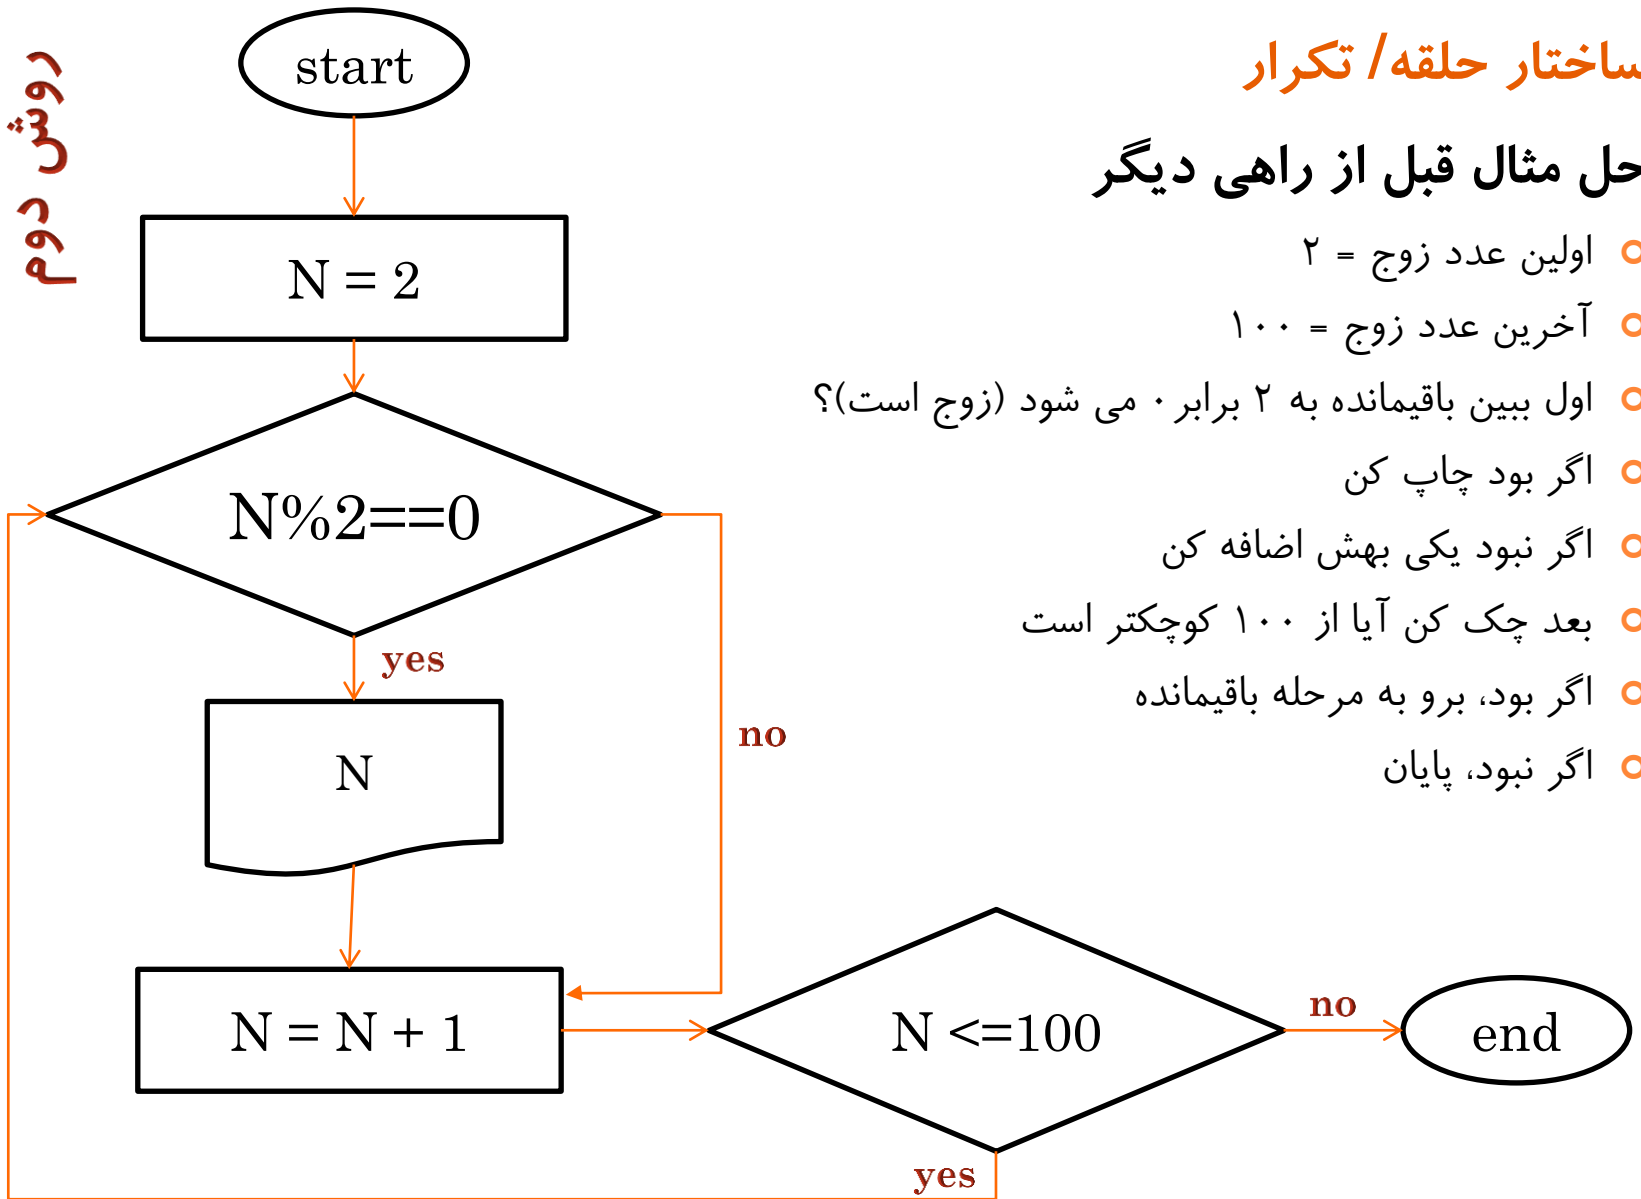 ساختار حلقه/ تکرار
حل مثال قبل از راهی دیگر
اولین عدد زوج = ۲
آخرین عدد زوج = ۱۰۰
اول ببین باقیمانده به ۲ برابر ۰ می شود (زوج است)؟
اگر بود چاپ کن
اگر نبود یکی بهش اضافه کن
بعد چک کن آیا از ۱۰۰ کوچکتر است
اگر بود، برو به مرحله باقیمانده
اگر نبود، پایان
روش دوم
start
N = 2
N%2==0
yes
no
N
N = N + 1
N <=100
no
end
yes